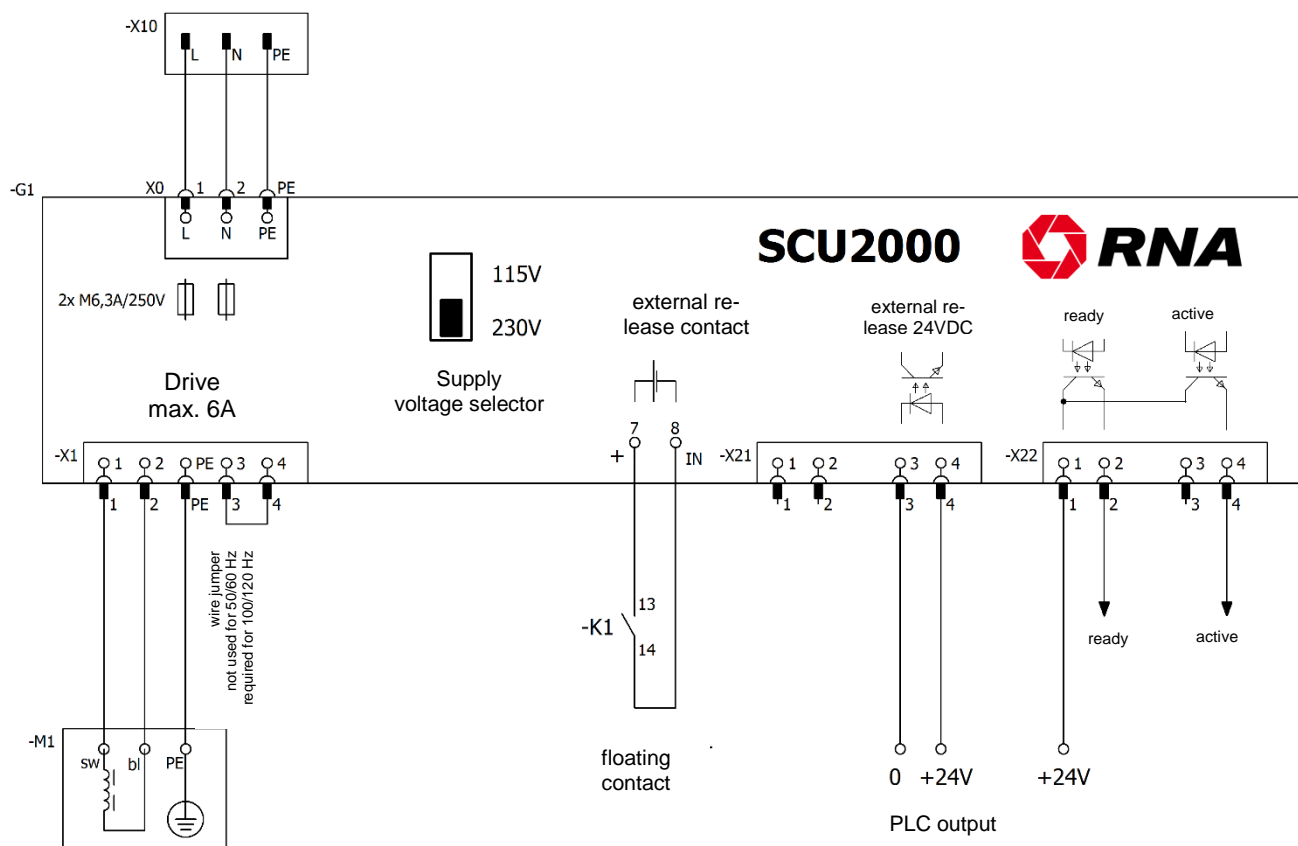 -X10
L N PE
-G1
X0 1 2 PE
L N PE
SCU2000
RNA
2x M6,3A/250V
115V
230V
Supply
voltage selector
Drive
max. 6A
external re-
lease contact
external re-
lease 24VDC
ready
active
7 8
+ IN
-X1 1 2 PE 3 4
1 2 PE 3 4
-X21 1 2 3 4
1 2 3 4
-X22 1 2 3 4
1 2 3 4
wire jumper
not used for 50/60 Hz
required for 100/120 Hz
13
-K1
14
ready
active
-M1
sw bl PE
floating
contact
0 +24V
+24V
PLC output